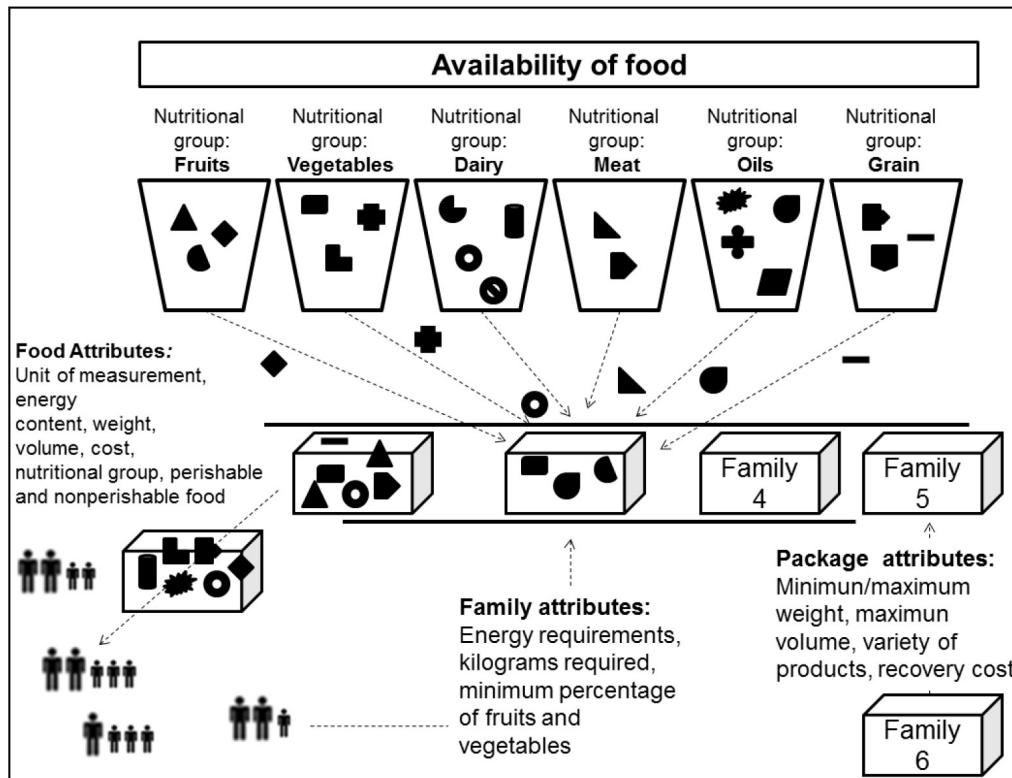 Availability of food
Nutritional
group:
Fruits
Nutritional
group:
Vegetables
Nutritional
group:
Dairy
Nutritional
group:
Meat
Nutritional
group:
Oils
Nutritional
group:
Grain
Food Attributes:
Unit of measurement,
energy
content, weight,
volume, cost,
nutritional group, perishable
and nonperishable food
Family
4
Family
5
Family attributes:
Energy requirements,
kilograms required,
minimum percentage
of fruits and
vegetables
Package attributes:
Minimun/maximum
weight, maximun
volume, variety of
products, recovery cost
Family
6